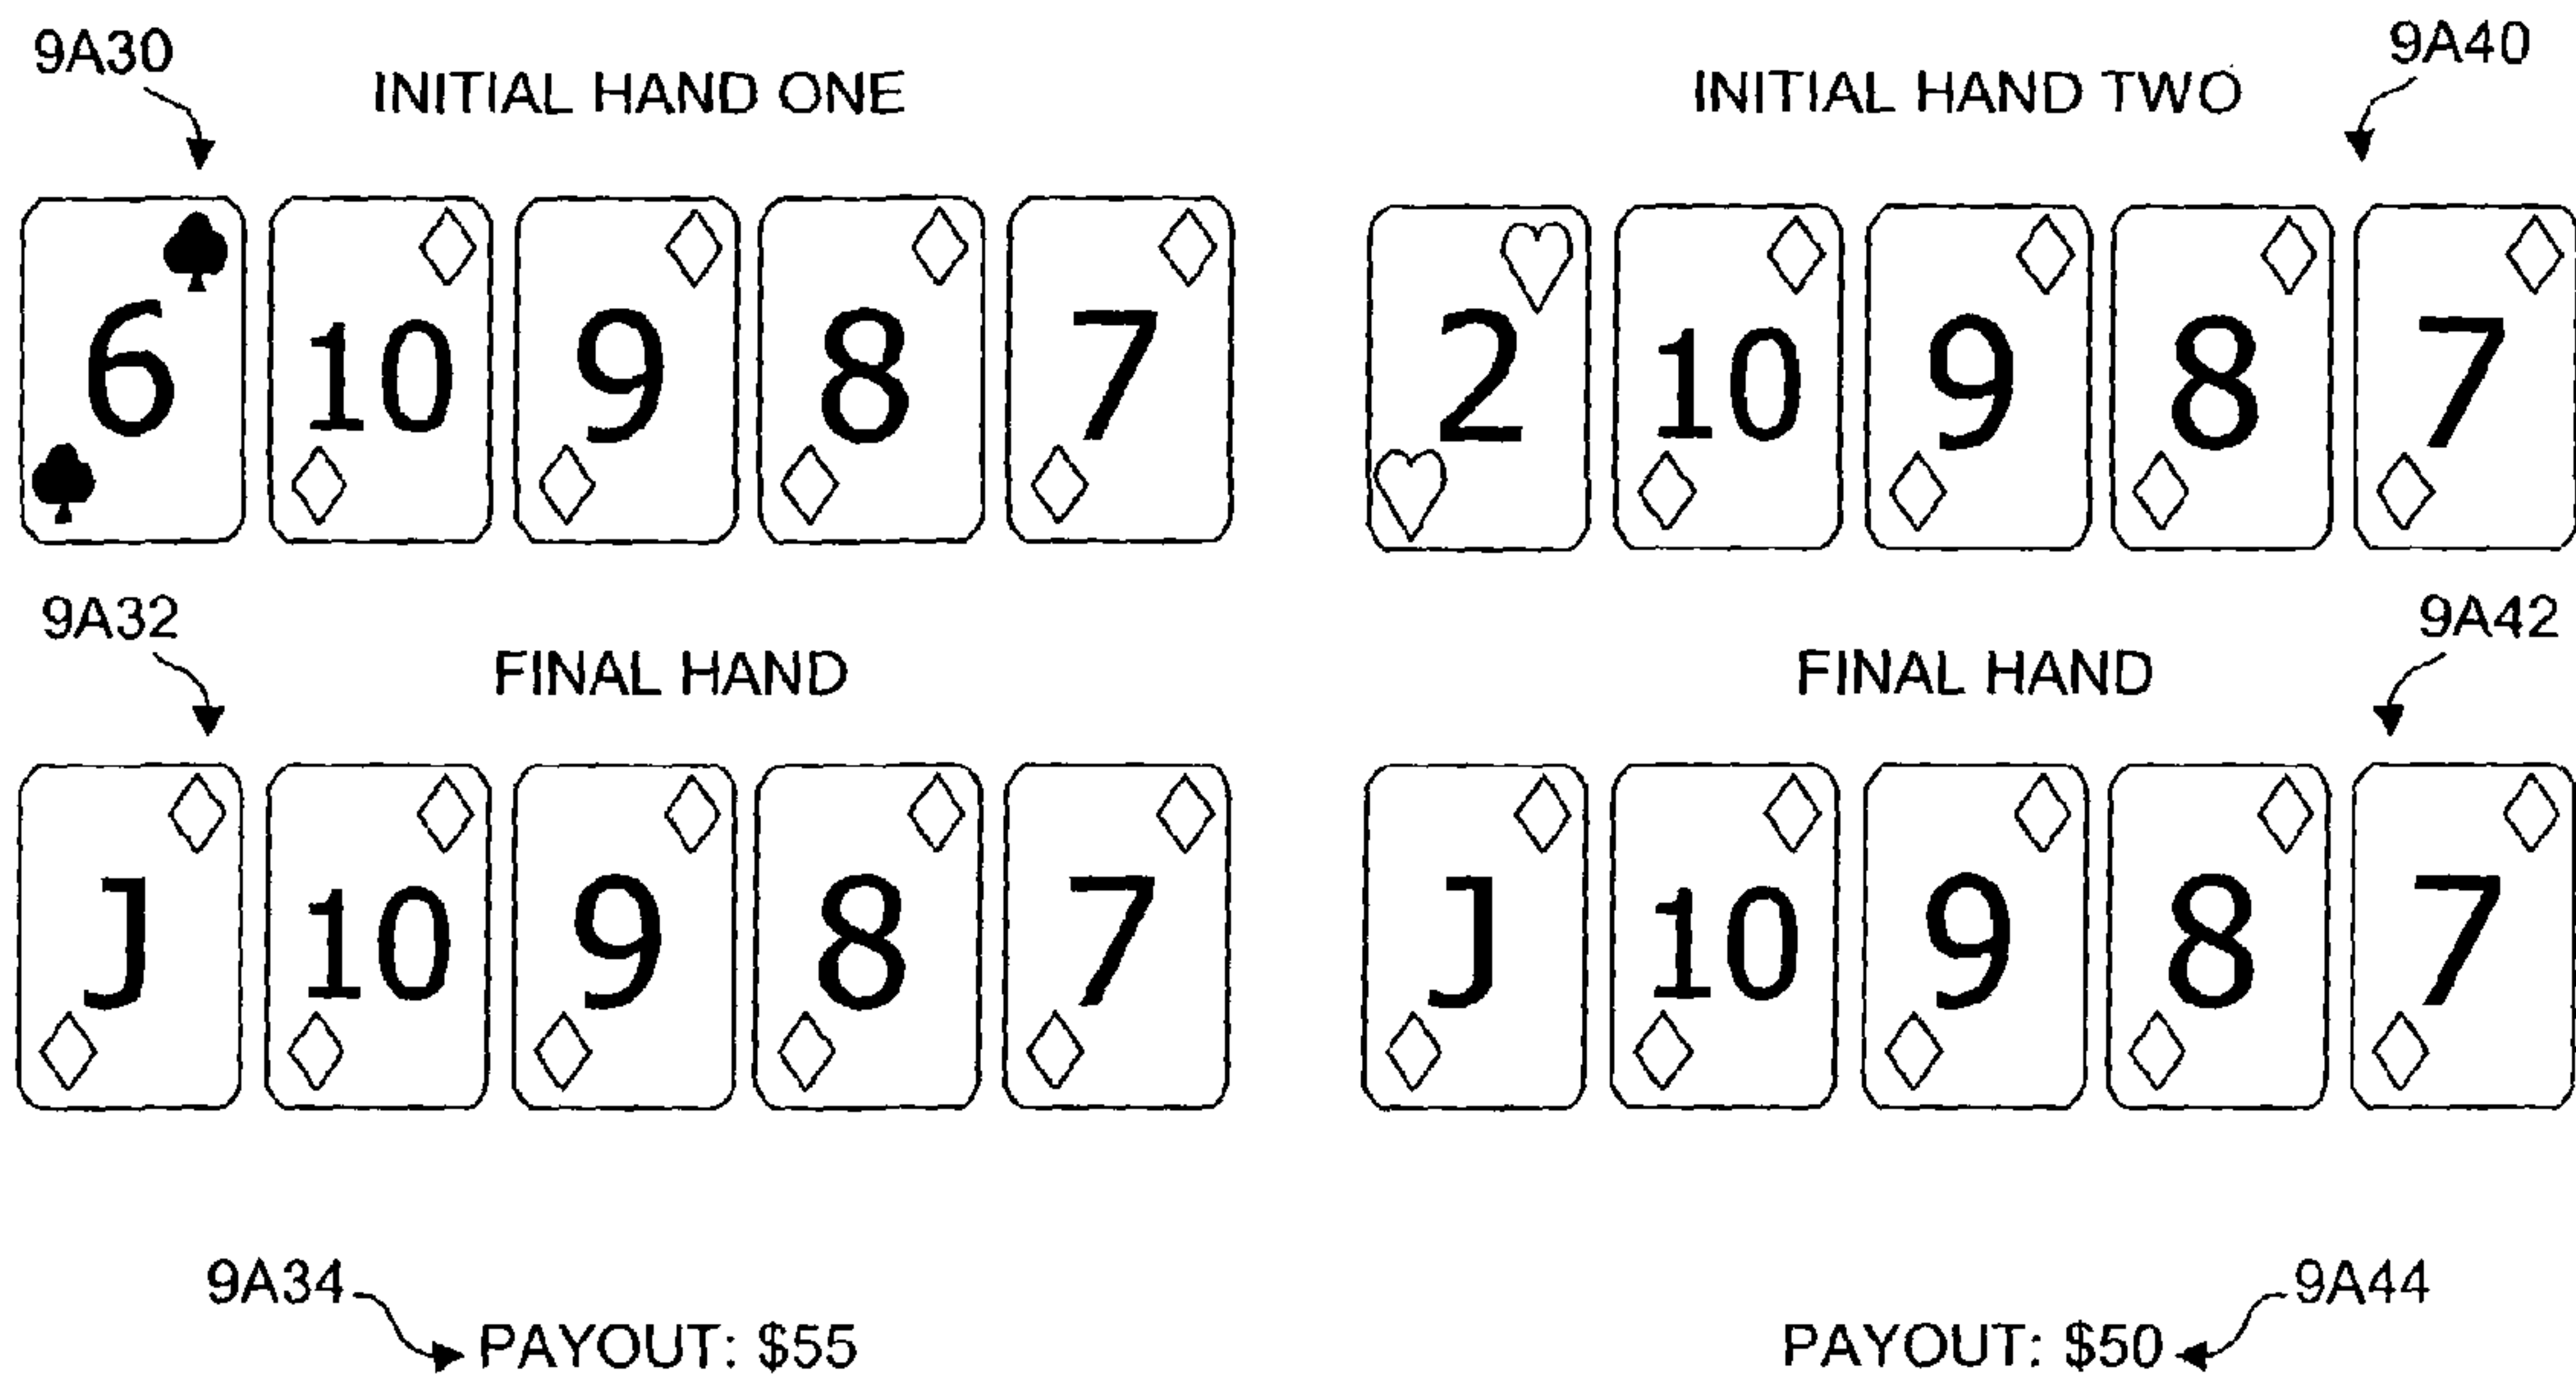 9A30 INITIAL HAND ONE INITIAL HAND TWO 9A40
6 10 9 8 7 2 10 9 8 7
9A32 FINAL HAND FINAL HAND 9A42
J 10 9 8 7 J 10 9 8 7
9A34 9A44
PAYOUT: $55 PAYOUT: $50